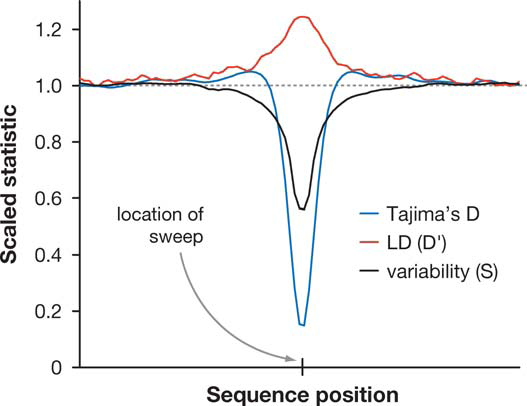 1.2
1.0
0.8
0.6
0.4
0.2
0
Scaled statistic
location of
sweep
Tajima's D
LD (D')
variability (S)
Sequence position